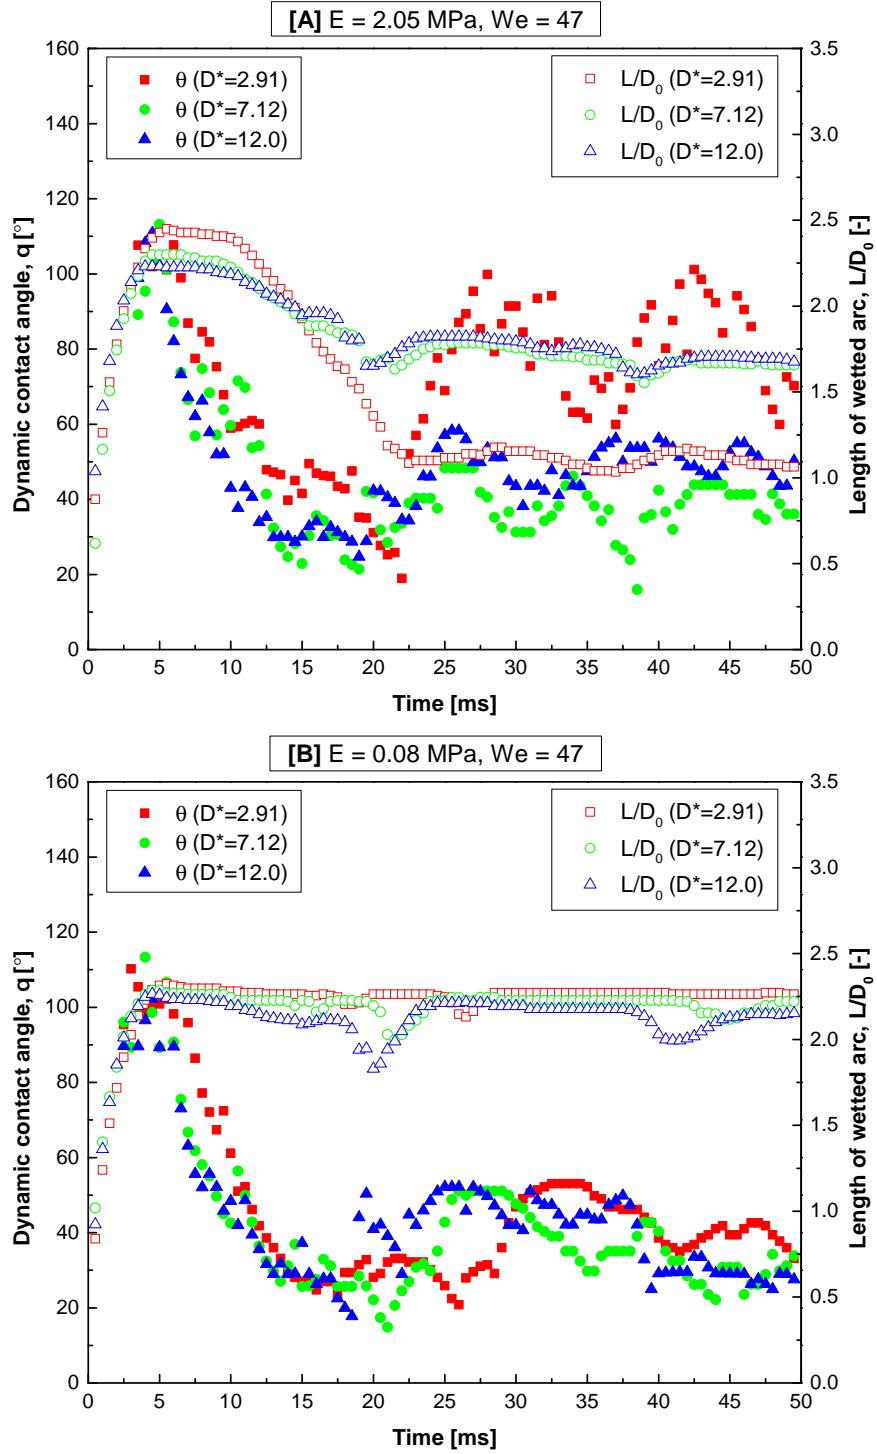 [A] E = 2.05 MPa, We = 47
160
140
120
100
80
60
40
20
0
3.5
3.0
2.5
2.0
1.5
1.0
0.5
0.0
θ (D*=2.91)
θ (D*=7.12)
θ (D*=12.0)
L/D0 (D*=2.91)
L/D0 (D*=7.12)
L/D0 (D*=12.0)
Dynamic contact angle, q [°]
Length of wetted arc, L/D0 [-]
0 5 10 15 20 25 30 35 40 45 50
Time [ms]
[B] E = 0.08 MPa, We = 47
160
140
120
100
80
60
40
20
0
3.5
3.0
2.5
2.0
1.5
1.0
0.5
0.0
θ (D*=2.91)
θ (D*=7.12)
θ (D*=12.0)
L/D0 (D*=2.91)
L/D0 (D*=7.12)
L/D0 (D*=12.0)
Dynamic contact angle, q [°]
Length of wetted arc, L/D0 [-]
0 5 10 15 20 25 30 35 40 45 50
Time [ms]